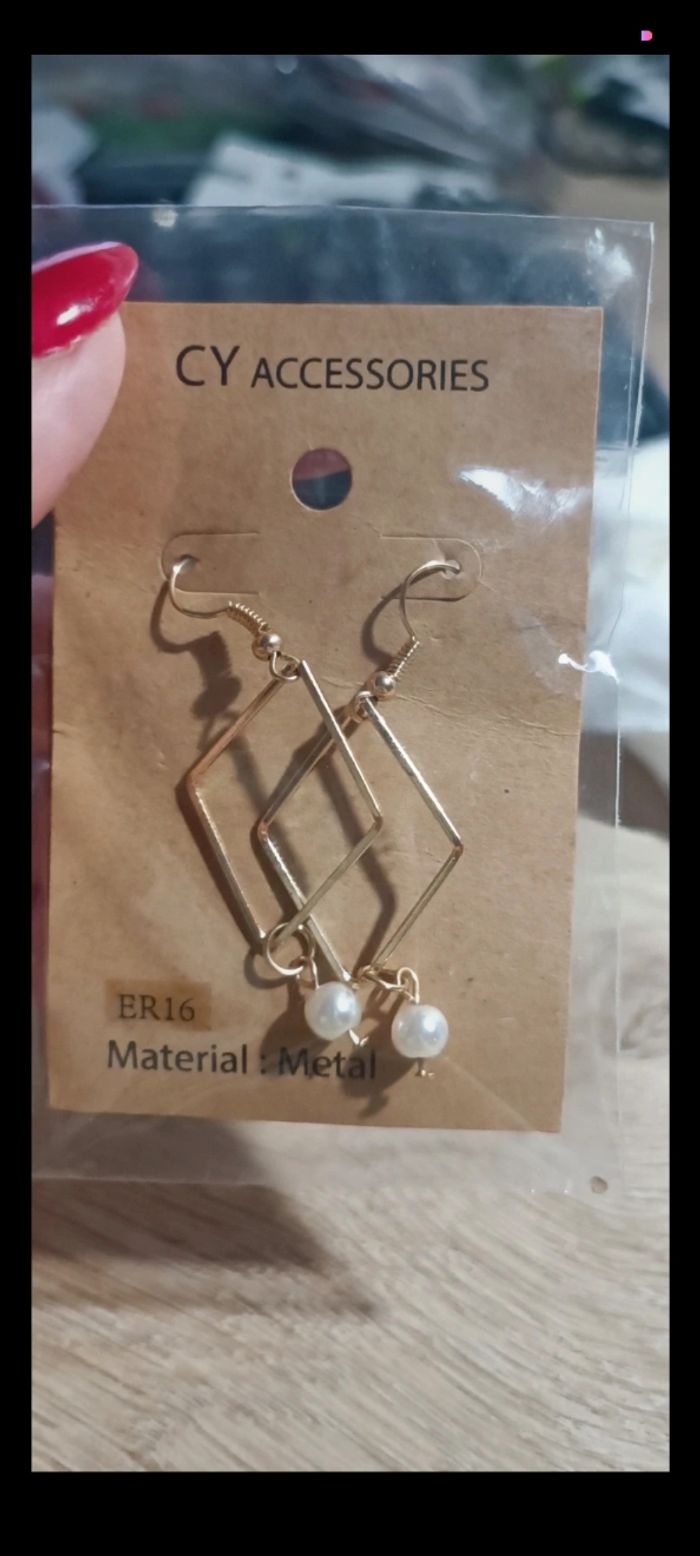 CY ACCESSORIES
ER16
Material : Metal